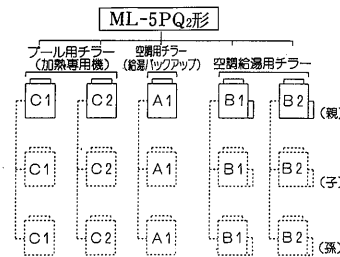 ML-5PQ₂形
プール用チラー
(加熱専用機)
空調用チラー
(給湯バックアップ)
空調給湯用チラー
C1 C2 A1 B1 B2 (親)
C1 C2 A1 B1 B2 (子)
C1 C2 A1 B1 B2 (孫)